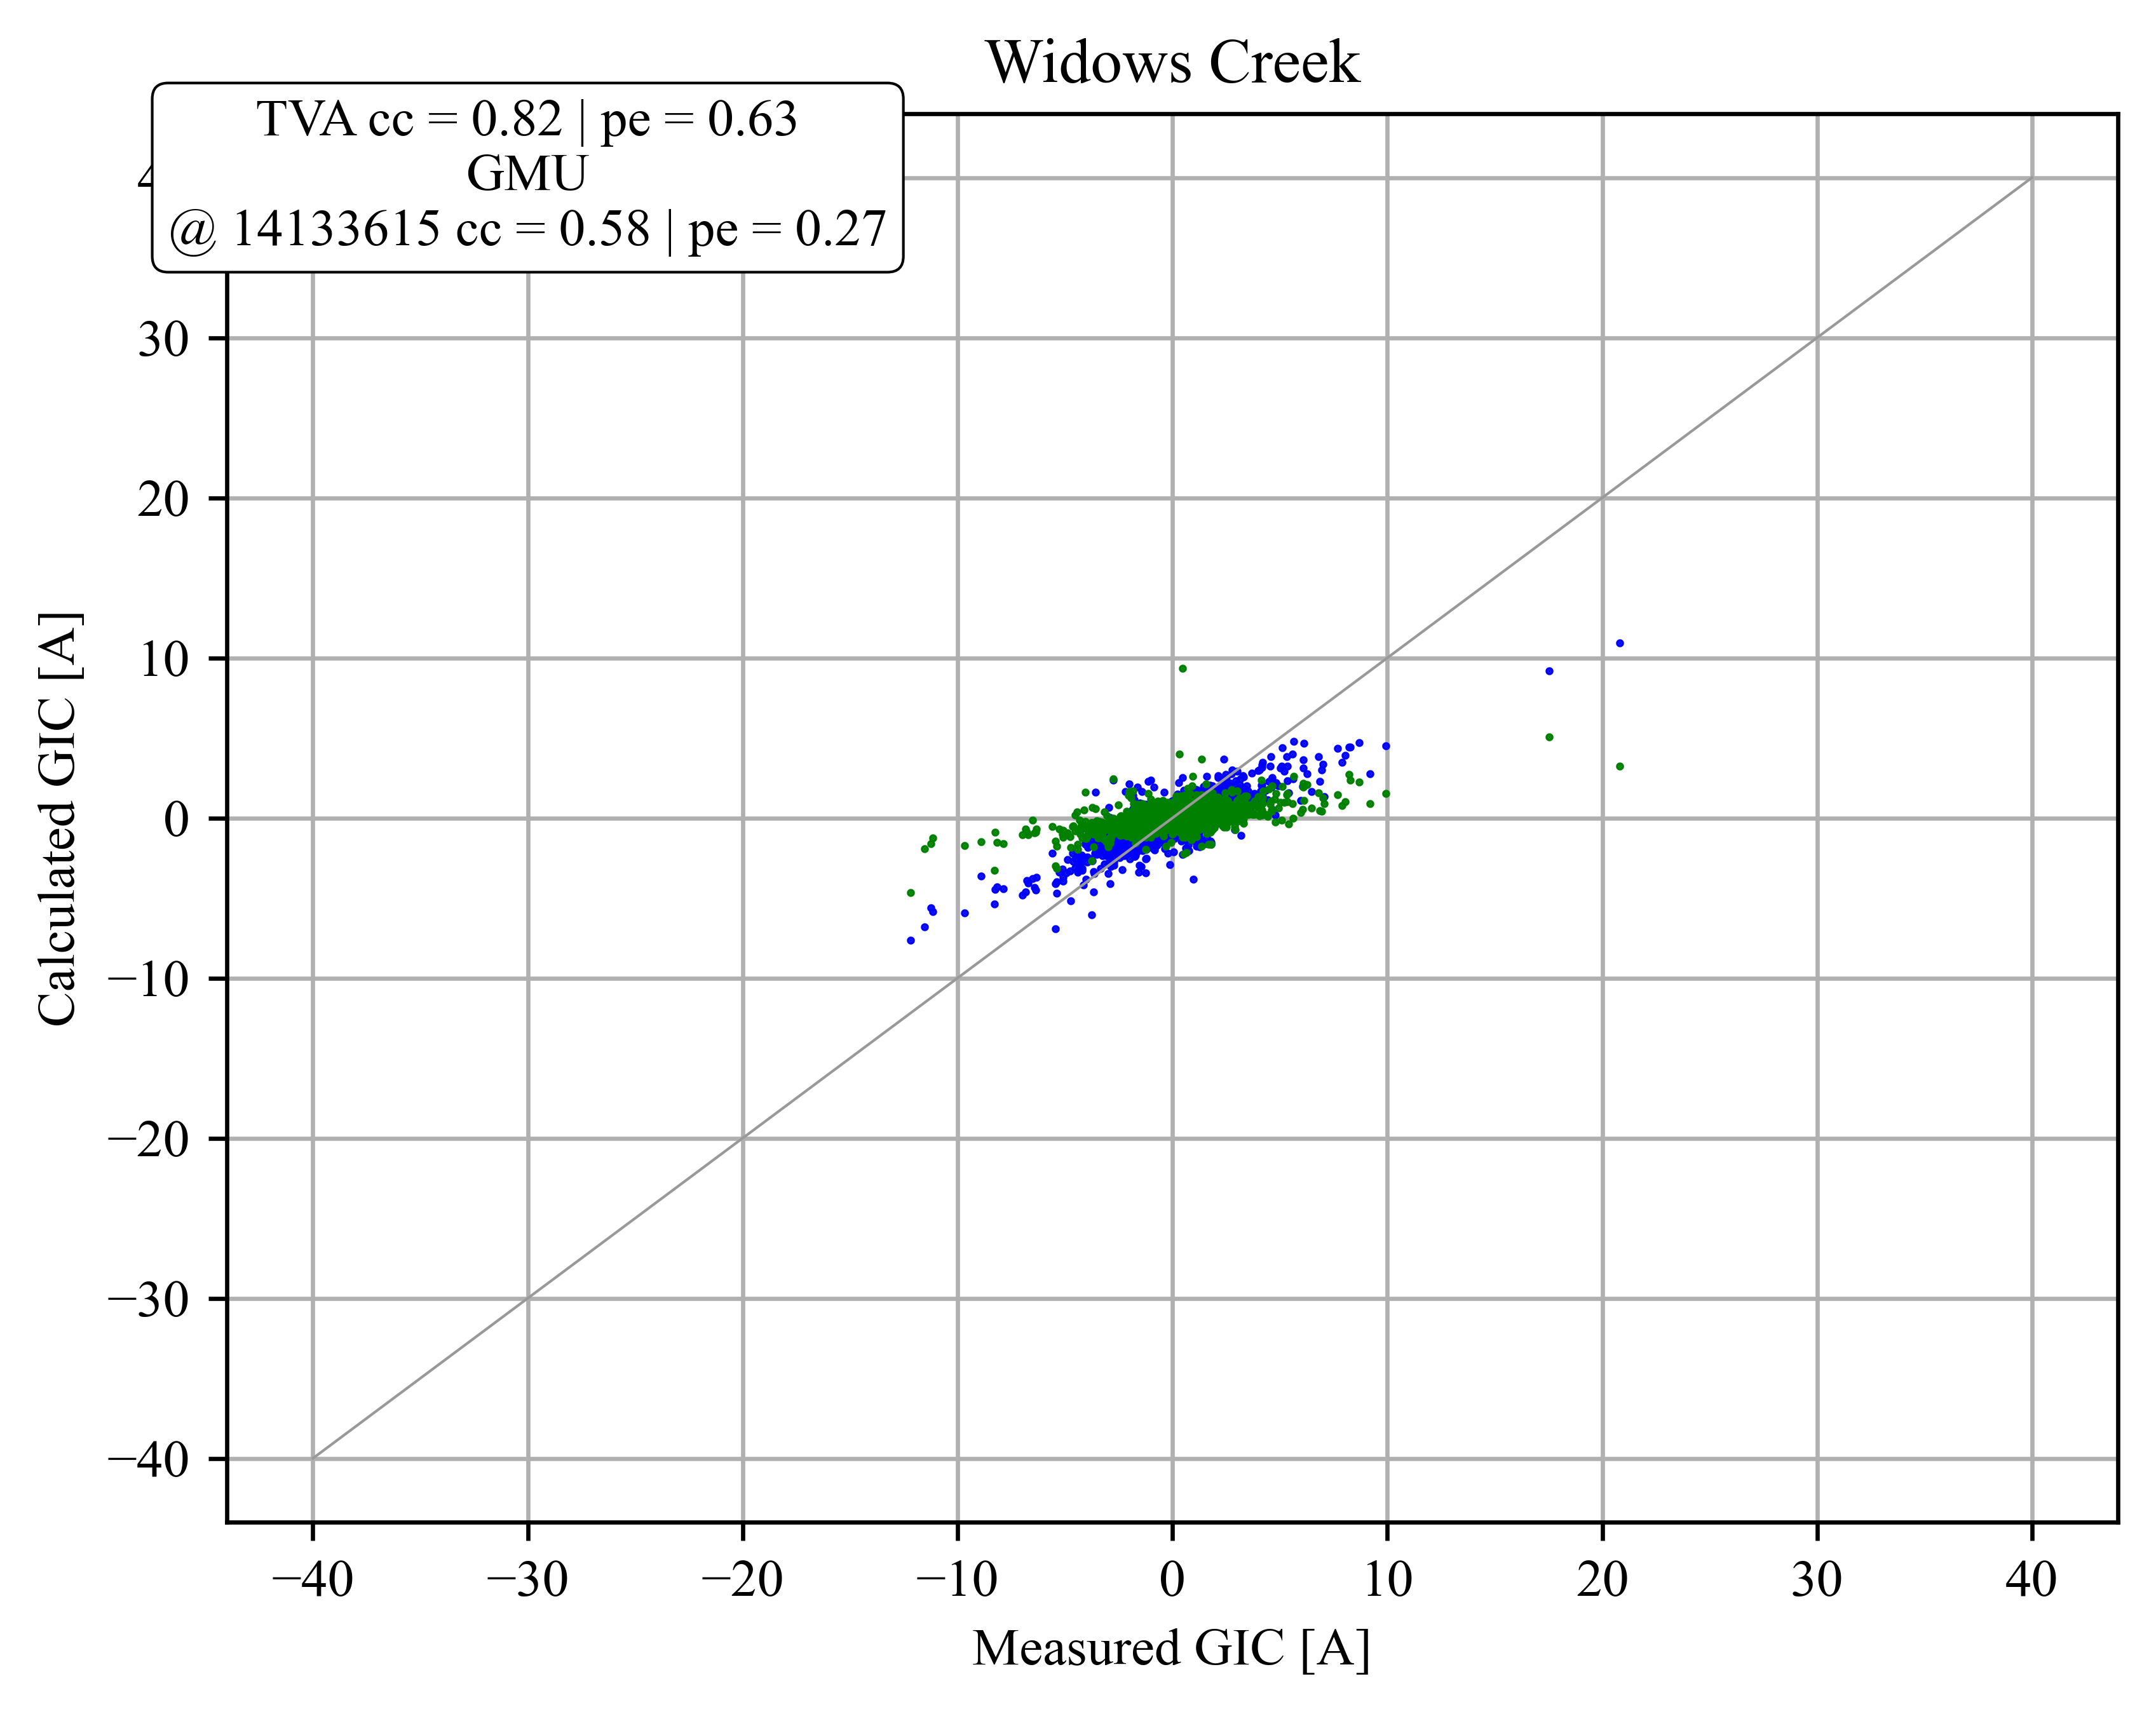 Widows Creek
TVA cc = 0.82 | pe = 0.63
GMU
@ 14133615 cc = 0.58 | pe = 0.27
30
20
10
0
−10
−20
−30
−40
Calculated GIC [A]
−40 −30 −20 −10 0 10 20 30 40
Measured GIC [A]